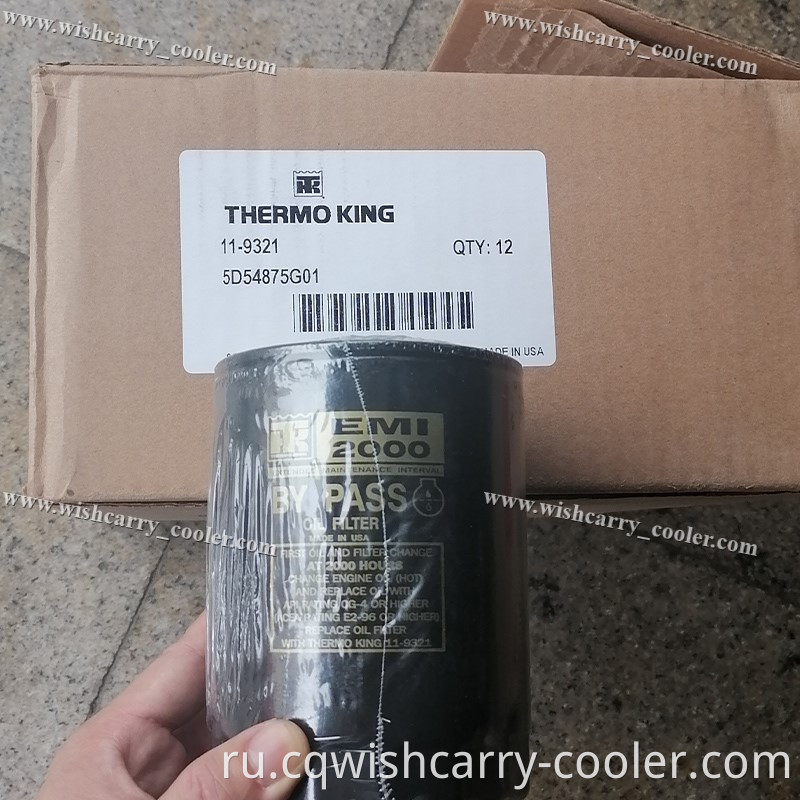 www.wishcarry_cooler.com
www.wishcarry_cooler.com
TK
THERMO KING
11-9321
QTY: 12
5D54875G01
MADE IN USA
TK
EMI
2000
EXTENDED MAINTENANCE INTERVAL
BY PASS
OIL FILTER
MADE IN USA
FIRST OIL AND FILTER CHANGE
AT 2000 HOURS
CHANGE ENGINE OIL (HOT)
AND REPLACE OIL WITH
API RATING CG-4 OR HIGHER
(ACEA RATING E2-96 OR HIGHER)
REPLACE OIL FILTER
WITH THERMO KING 11-9321
www.wishcarry_cooler.com
www.wishcarry_cooler.com
ru.cqwishcarry-cooler.com